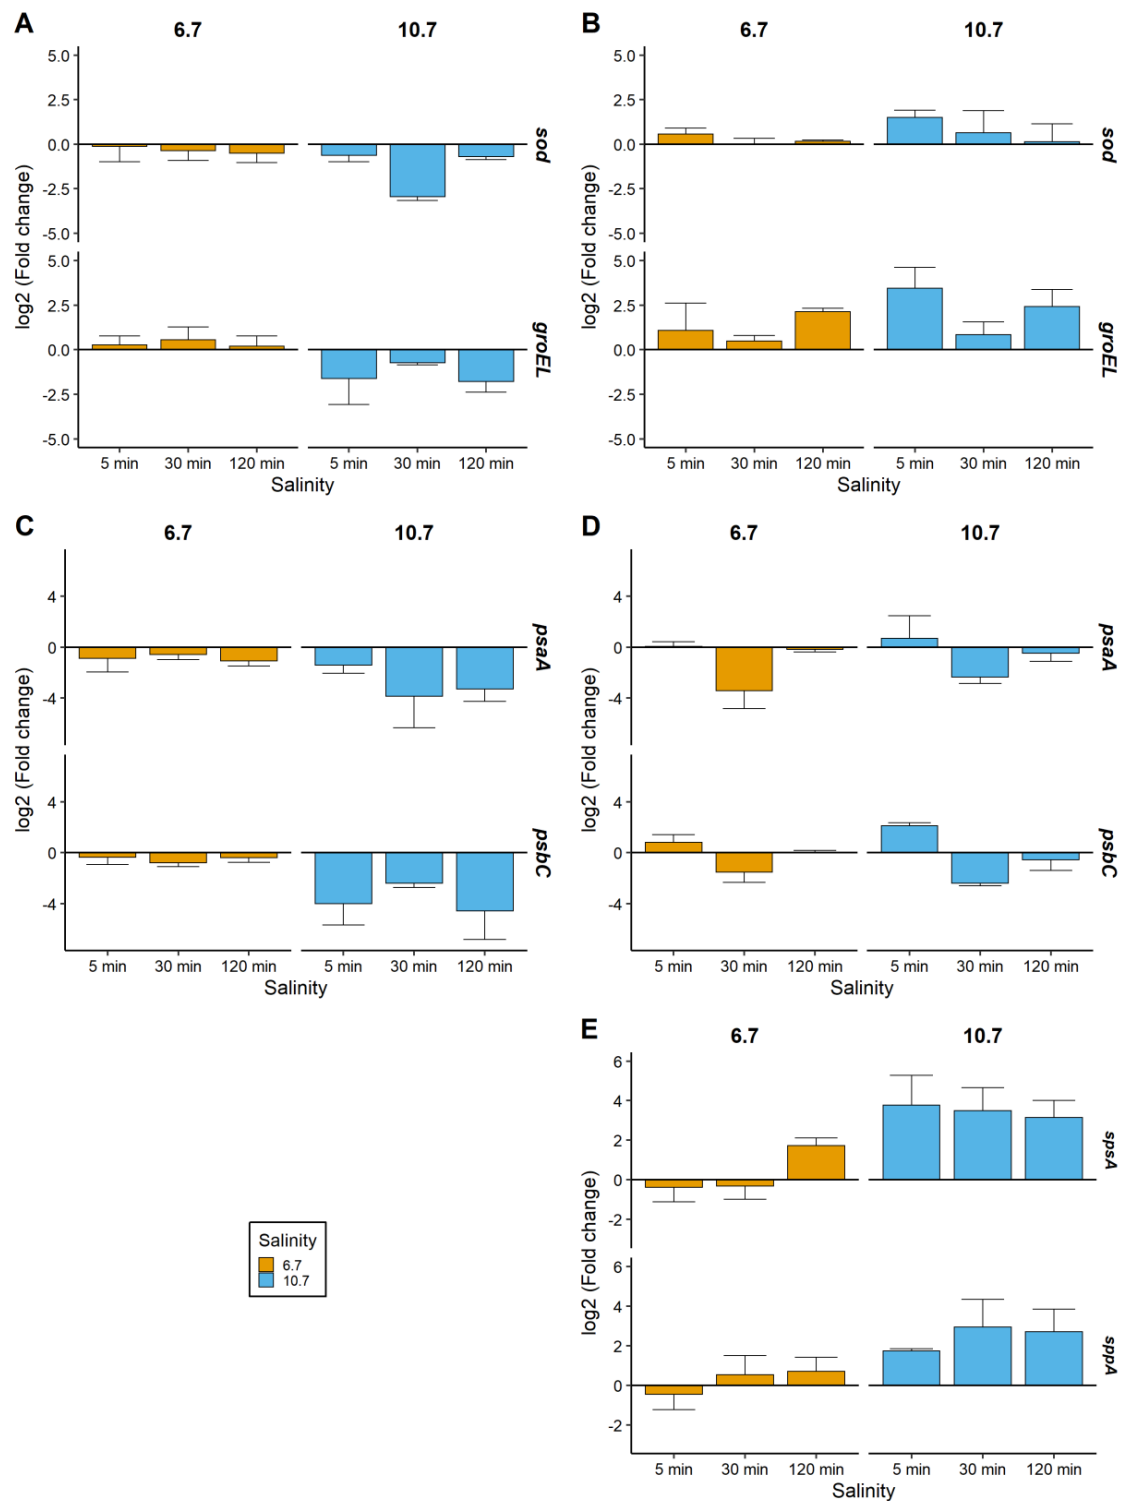 A
6.7 10.7
5.0
2.5
0.0
-2.5
-5.0
sod
log2 (Fold change)
5.0
2.5
0.0
-2.5
-5.0
groEL
5 min 30 min 120 min 5 min 30 min 120 min
Salinity
B
6.7 10.7
5.0
2.5
0.0
-2.5
-5.0
sod
log2 (Fold change)
5.0
2.5
0.0
-2.5
-5.0
groEL
5 min 30 min 120 min 5 min 30 min 120 min
Salinity
C
6.7 10.7
4
0
-4
psaA
log2 (Fold change)
4
0
-4
psbC
5 min 30 min 120 min 5 min 30 min 120 min
Salinity
D
6.7 10.7
4
0
-4
psaA
log2 (Fold change)
4
0
-4
psbC
5 min 30 min 120 min 5 min 30 min 120 min
Salinity
Salinity
6.7
10.7
E
6.7 10.7
6
4
2
0
-2
spsA
log2 (Fold change)
6
4
2
0
-2
sppA
5 min 30 min 120 min 5 min 30 min 120 min
Salinity